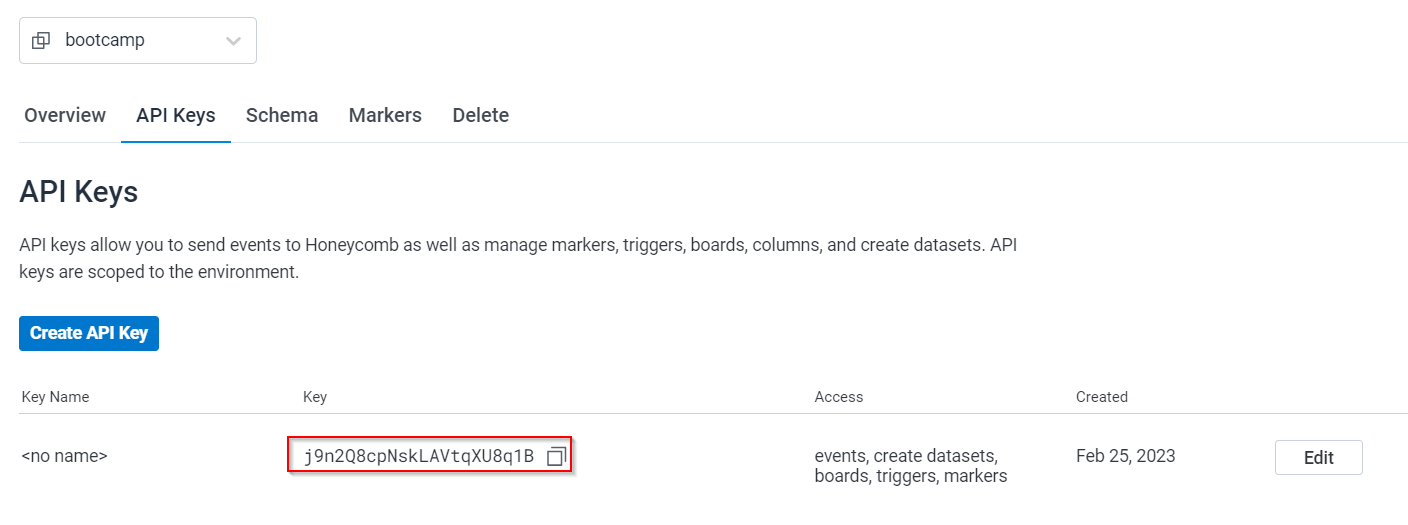 bootcamp
Overview API Keys Schema Markers Delete
API Keys
API keys allow you to send events to Honeycomb as well as manage markers, triggers, boards, columns, and create datasets. API
keys are scoped to the environment.
Create API Key
Key Name Key Access Created
<no name> j9n2Q8cpNskLAVtqXU8q1B events, create datasets, Feb 25, 2023 Edit
boards, triggers, markers